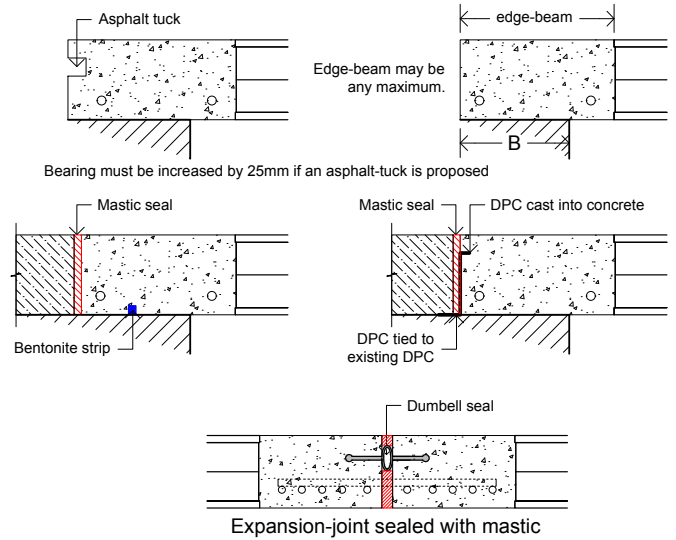 Asphalt tuck
edge-beam
Edge-beam may be
any maximum.
B
Bearing must be increased by 25mm if an asphalt-tuck is proposed
Mastic seal
Mastic seal
DPC cast into concrete
Bentonite strip
DPC tied to
existing DPC
Dumbell seal
Expansion-joint sealed with mastic